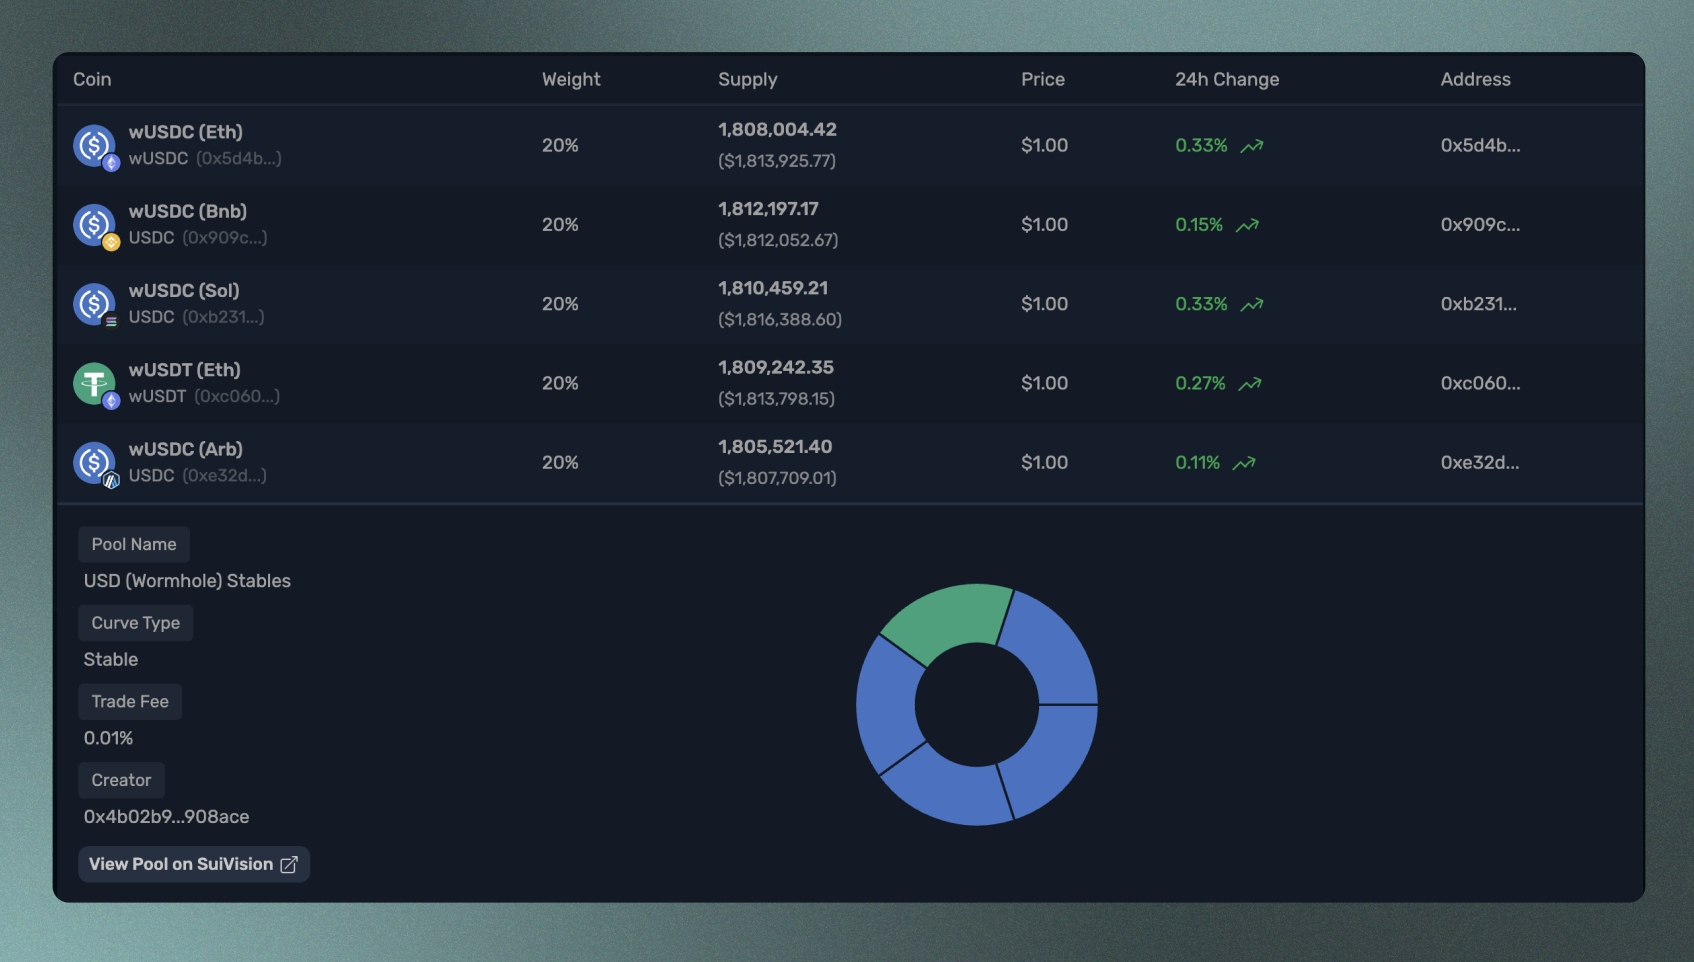 Coin Weight Supply Price 24h Change Address
wUSDC (Eth) 1,808,004.42
20% $1.00 0.33% 0x5d4b...
wUSDC (0x5d4b...) ($1,813,925.77)
wUSDC (Bnb) 1,812,197.17
20% $1.00 0.15% 0x909c...
USDC (0x909c...) ($1,812,052.67)
wUSDC (Sol) 1,810,459.21
20% $1.00 0.33% 0xb231...
USDC (0xb231...) ($1,816,388.60)
wUSDT (Eth) 1,809,242.35
20% $1.00 0.27% 0xc060...
wUSDT (0xc060...) ($1,813,798.15)
wUSDC (Arb) 1,805,521.40
20% $1.00 0.11% 0xe32d...
USDC (0xe32d...) ($1,807,709.01)
Pool Name
USD (Wormhole) Stables
Curve Type
Stable
Trade Fee
0.01%
Creator
0x4b02b9...908ace
View Pool on SuiVision